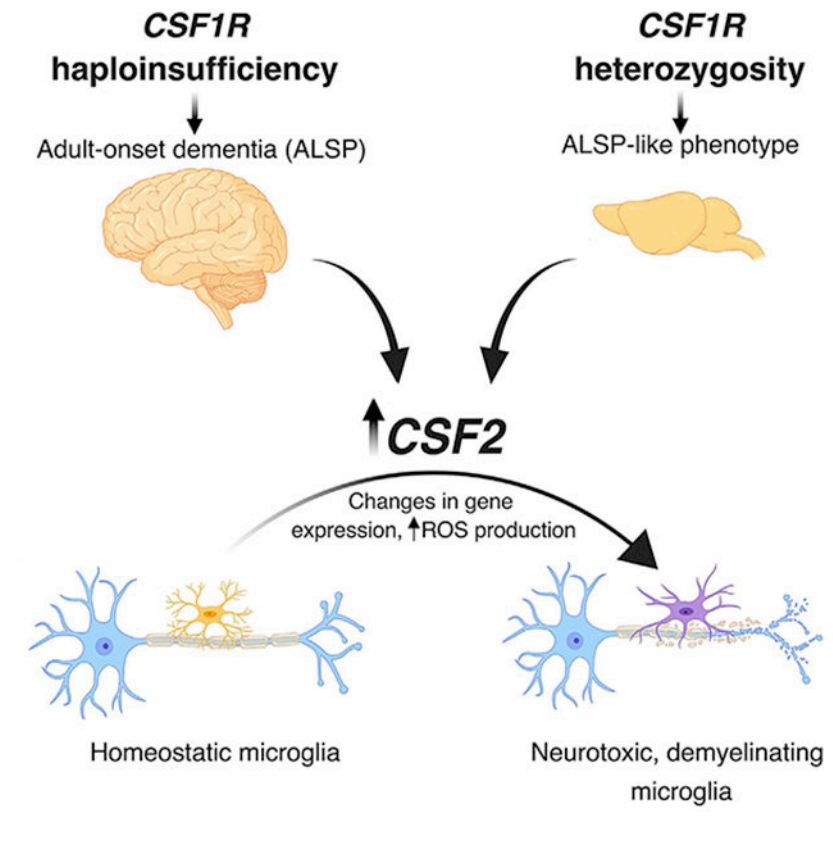 CSF1R
haploinsufficiency
Adult-onset dementia (ALSP)
CSF1R
heterozygosity
ALSP-like phenotype
↑CSF2
Changes in gene
expression, ↑ROS production
Homeostatic microglia
Neurotoxic, demyelinating
microglia